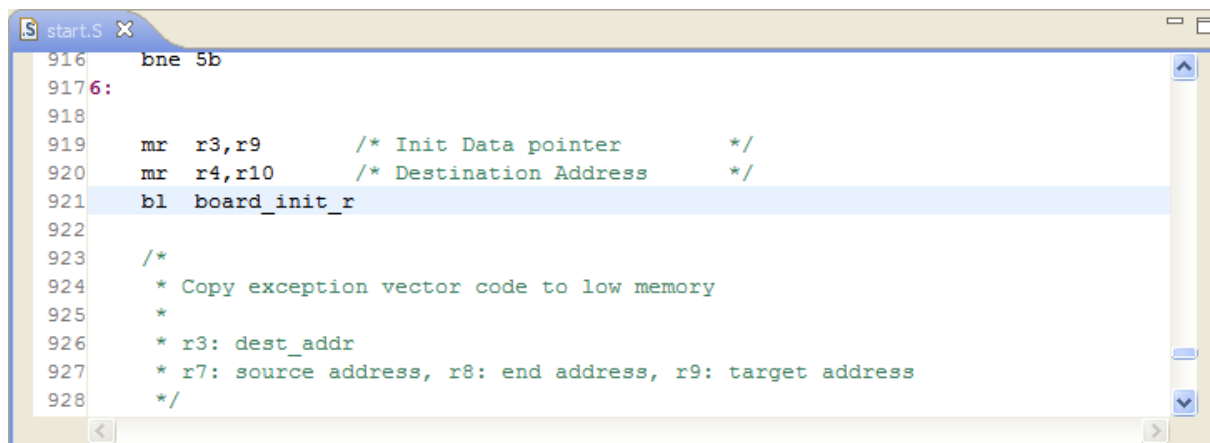 start.S
916 bne 5b
917 6:
918
919 mr r3,r9 /* Init Data pointer */
920 mr r4,r10 /* Destination Address */
921 bl board_init_r
922
923 /*
924 * Copy exception vector code to low memory
925 *
926 * r3: dest_addr
927 * r7: source address, r8: end address, r9: target address
928 */